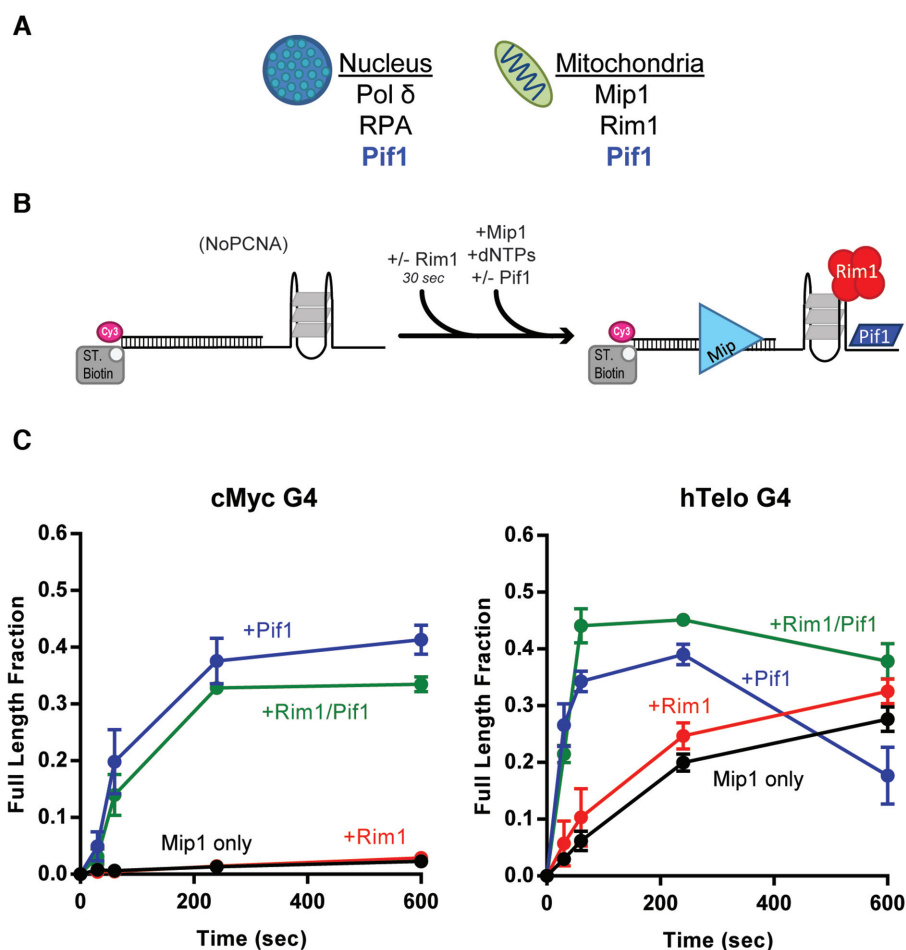 A
Nucleus
Pol δ
RPA
Pif1
Mitochondria
Mip1
Rim1
Pif1
B
(NoPCNA)
Cy3
ST.
Biotin
+/- Rim1
30 sec
+Mip1
+dNTPs
+/- Pif1
Cy3
ST.
Biotin
Mip
Rim1
Pif1
C
cMyc G4
Full Length Fraction
0.6
0.5
0.4
0.3
0.2
0.1
0.0
+Pif1
+Rim1/Pif1
Mip1 only
+Rim1
0
200
400
600
Time (sec)
hTelo G4
Full Length Fraction
0.6
0.5
0.4
0.3
0.2
0.1
0.0
+Rim1/Pif1
+Pif1
+Rim1
Mip1 only
0
200
400
600
Time (sec)